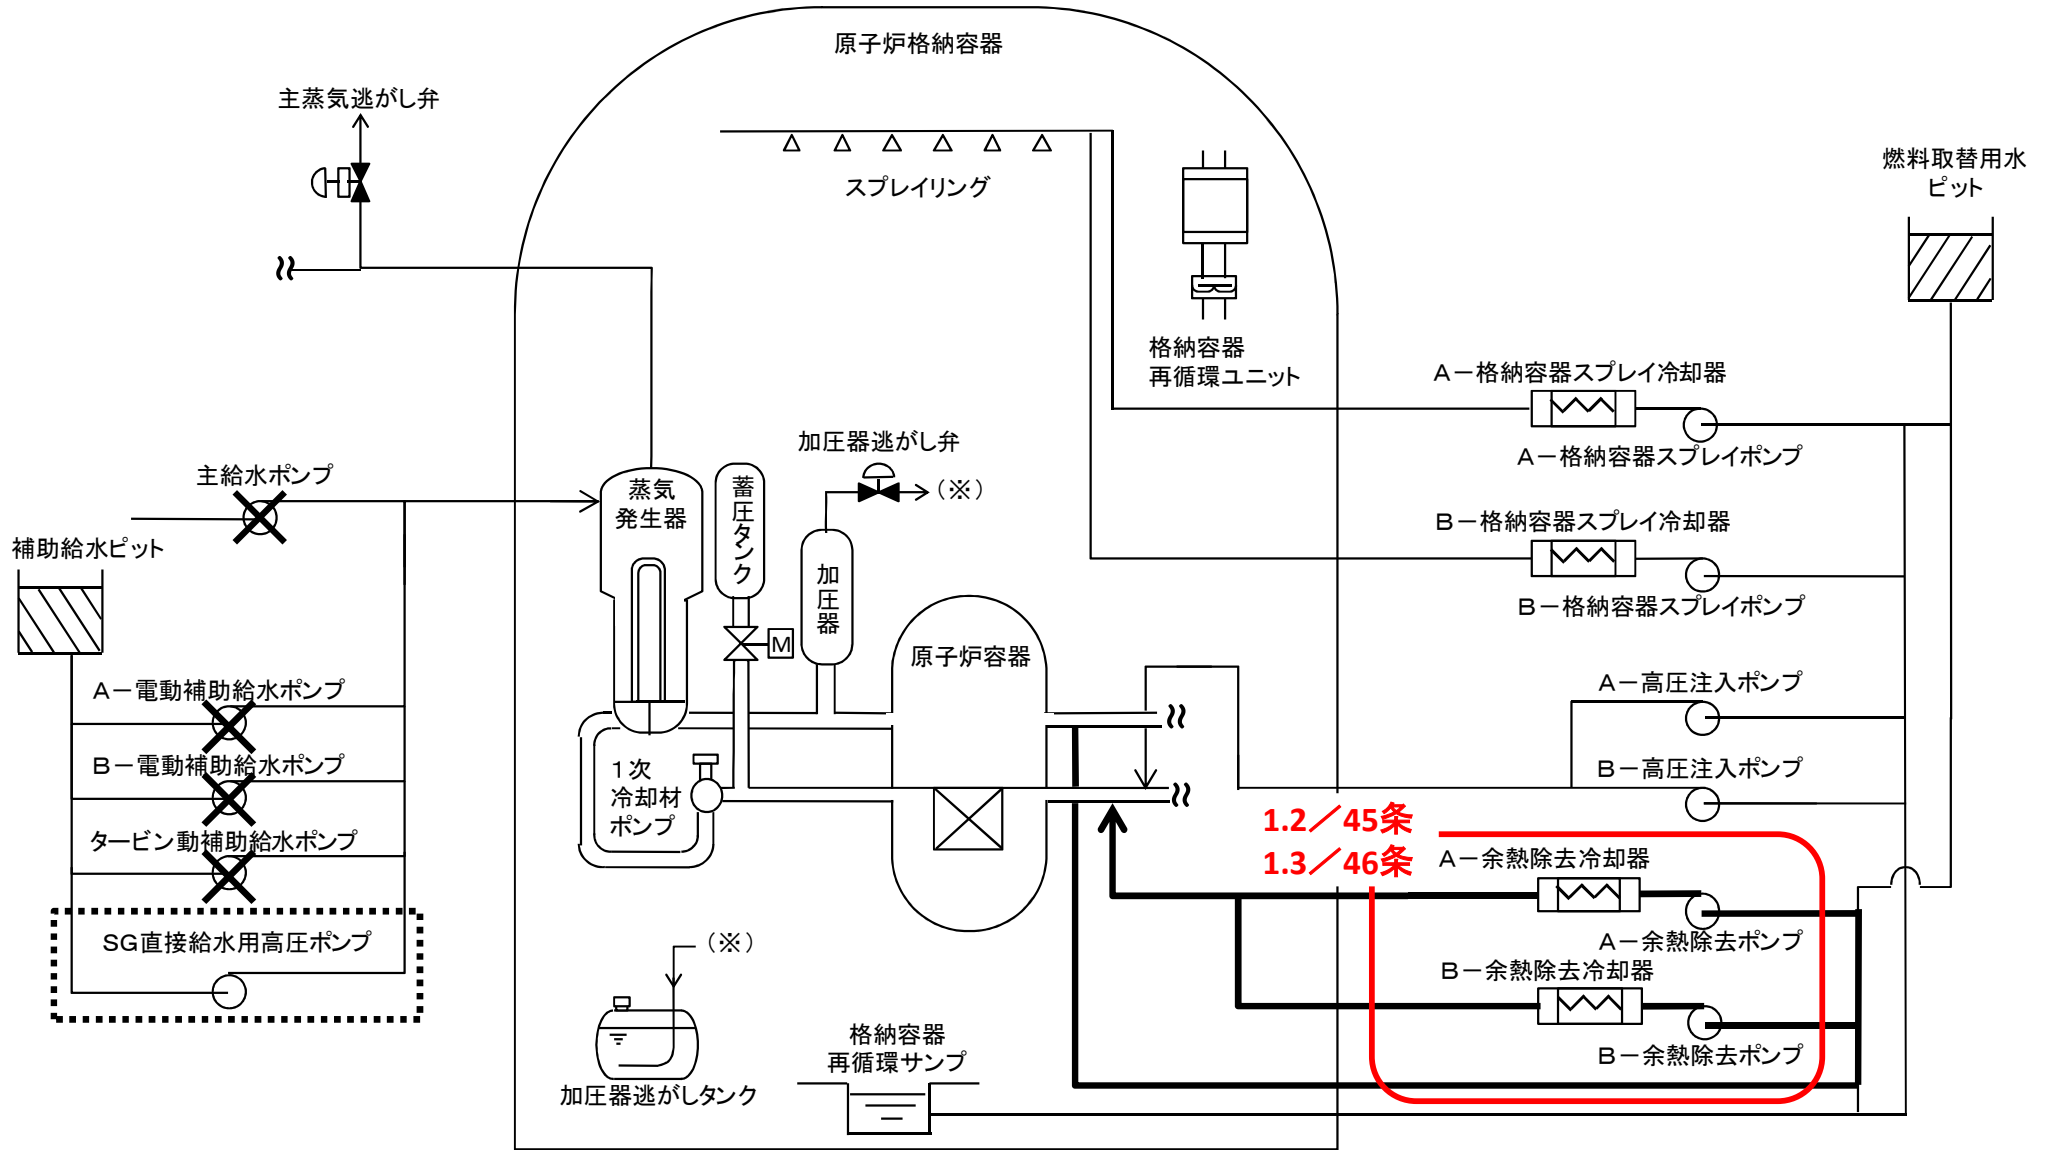 原子炉格納容器
主蒸気逃がし弁
スプレイリング
燃料取替用水
ピット
格納容器
再循環ユニット
A-格納容器スプレイ冷却器
A-格納容器スプレイポンプ
加圧器逃がし弁
(※)
主給水ポンプ
蒸気
発生器
蓄圧タンク
B-格納容器スプレイ冷却器
B-格納容器スプレイポンプ
補助給水ピット
加圧器
M
原子炉容器
A-電動補助給水ポンプ
A-高圧注入ポンプ
B-電動補助給水ポンプ
B-高圧注入ポンプ
1次
冷却材
ポンプ
タービン動補助給水ポンプ
1.2/45条
1.3/46条
A-余熱除去冷却器
A-余熱除去ポンプ
SG直接給水用高圧ポンプ
(※)
B-余熱除去冷却器
B-余熱除去ポンプ
格納容器
再循環サンプ
加圧器逃がしタンク